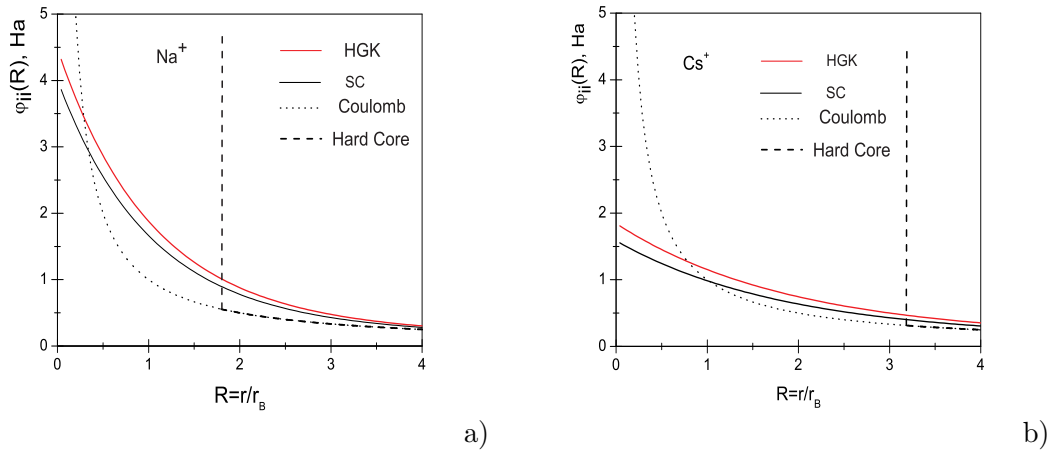 5
4
3
2
1
0
0 1 2 3 4
φii(R), Ha
R=r/rB
Na+
HGK
SC
Coulomb
Hard Core
a)
5
4
3
2
1
0
0 1 2 3 4
φii(R), Ha
R=r/rB
Cs+
HGK
SC
Coulomb
Hard Core
b)